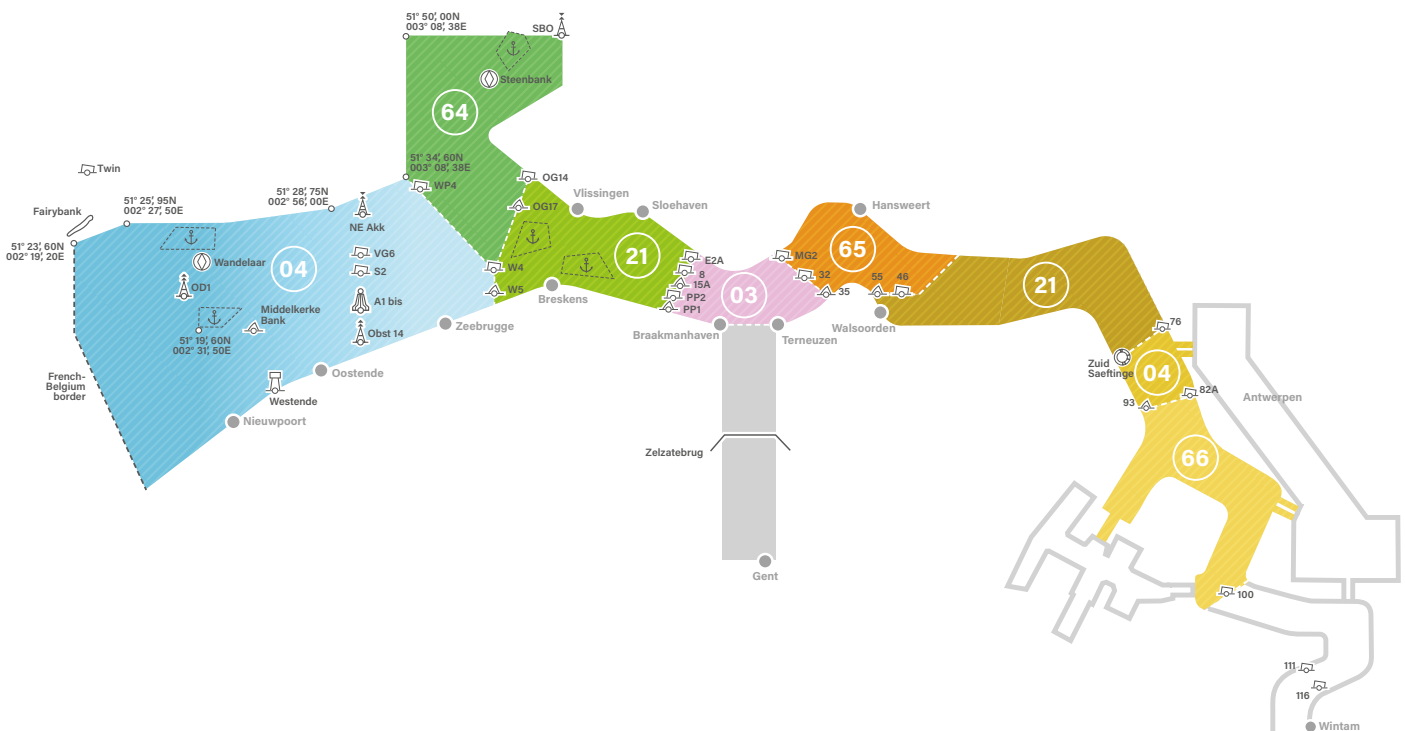 51° 50', 00N
003° 08', 38E
SBO
Steenbank
64
51° 34', 60N
003° 08', 38E
WP4
Twin
OG14
Vlissingen
51° 25', 95N
002° 27', 50E
51° 28', 75N
002° 56', 00E
Fairybank
OG17
Sloehaven
Hansweert
NE Akk
51° 23', 60N
002° 19', 20E
VG6
Wandelaar
04
S2
W4
21
E2A
8
15A
MG2
65
32
55
46
21
OD1
A1 bis
W5
Breskens
PP2
PP1
03
35
Middelkerke
Bank
Obst 14
Zeebrugge
Braakmanhaven
Terneuzen
Walsoorden
76
51° 19', 60N
002° 31', 50E
French-
Belgium
border
Oostende
Westende
Nieuwpoort
Zuid
Saeftinge
04
82A
93
Antwerpen
Zelzatebrug
66
Gent
100
111
116
Wintam